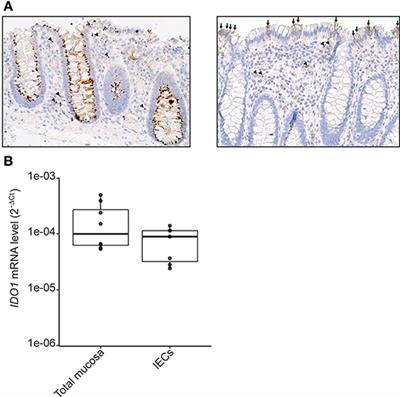 A
B
IDO1 mRNA level (2-ΔCt)
1e-03
1e-04
1e-05
1e-06
Total mucosa
IECs